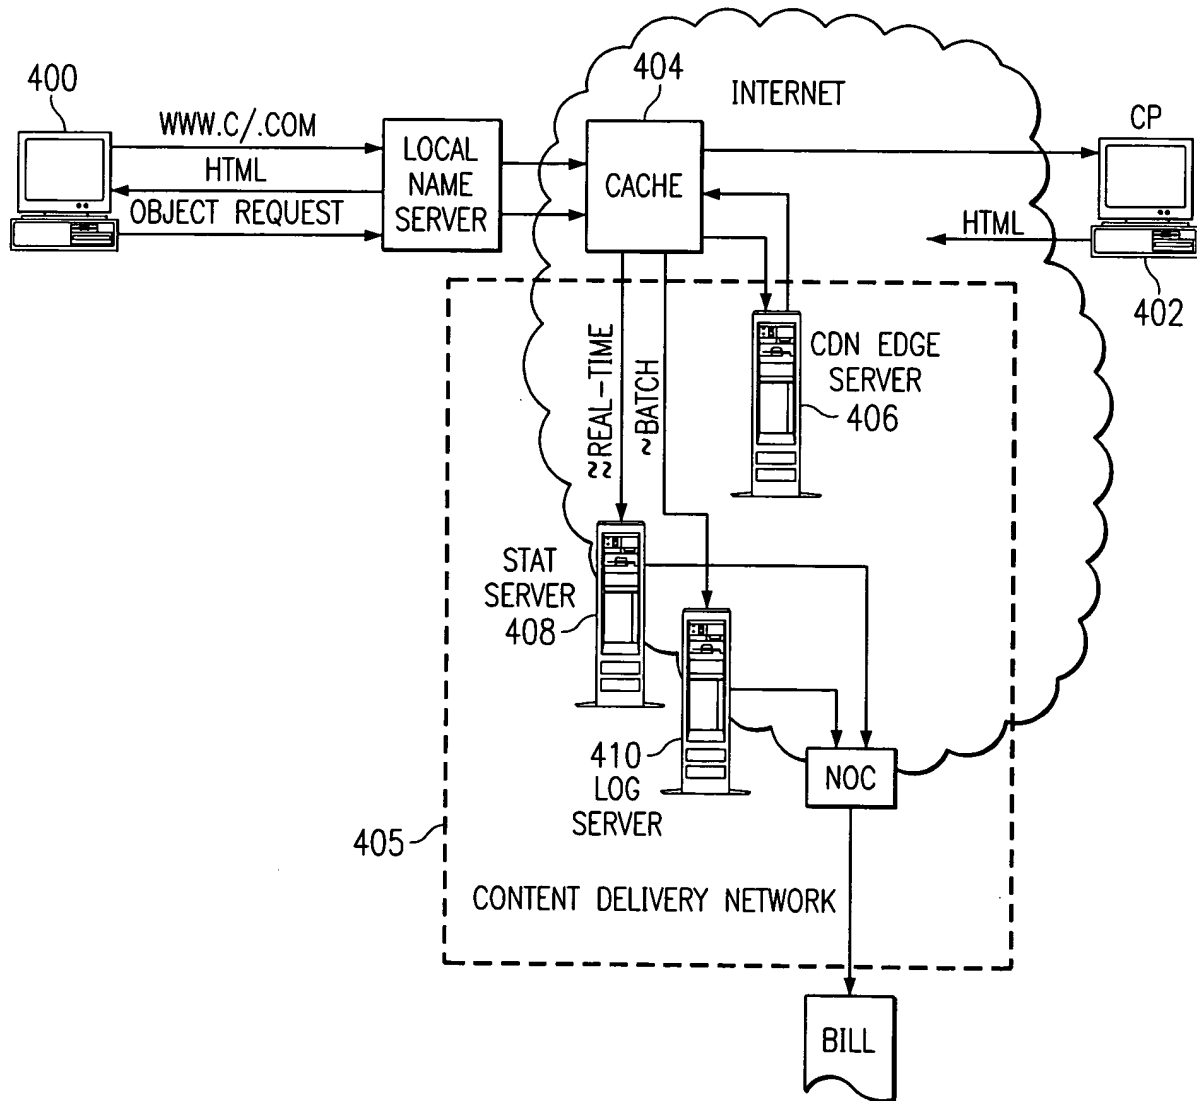 400
WWW.C/.COM
HTML
OBJECT REQUEST
LOCAL
NAME
SERVER
404
CACHE
INTERNET
CP
HTML
402
≈REAL-TIME
~BATCH
CDN EDGE
SERVER
406
STAT
SERVER
408
410
LOG
SERVER
NOC
405
CONTENT DELIVERY NETWORK
BILL